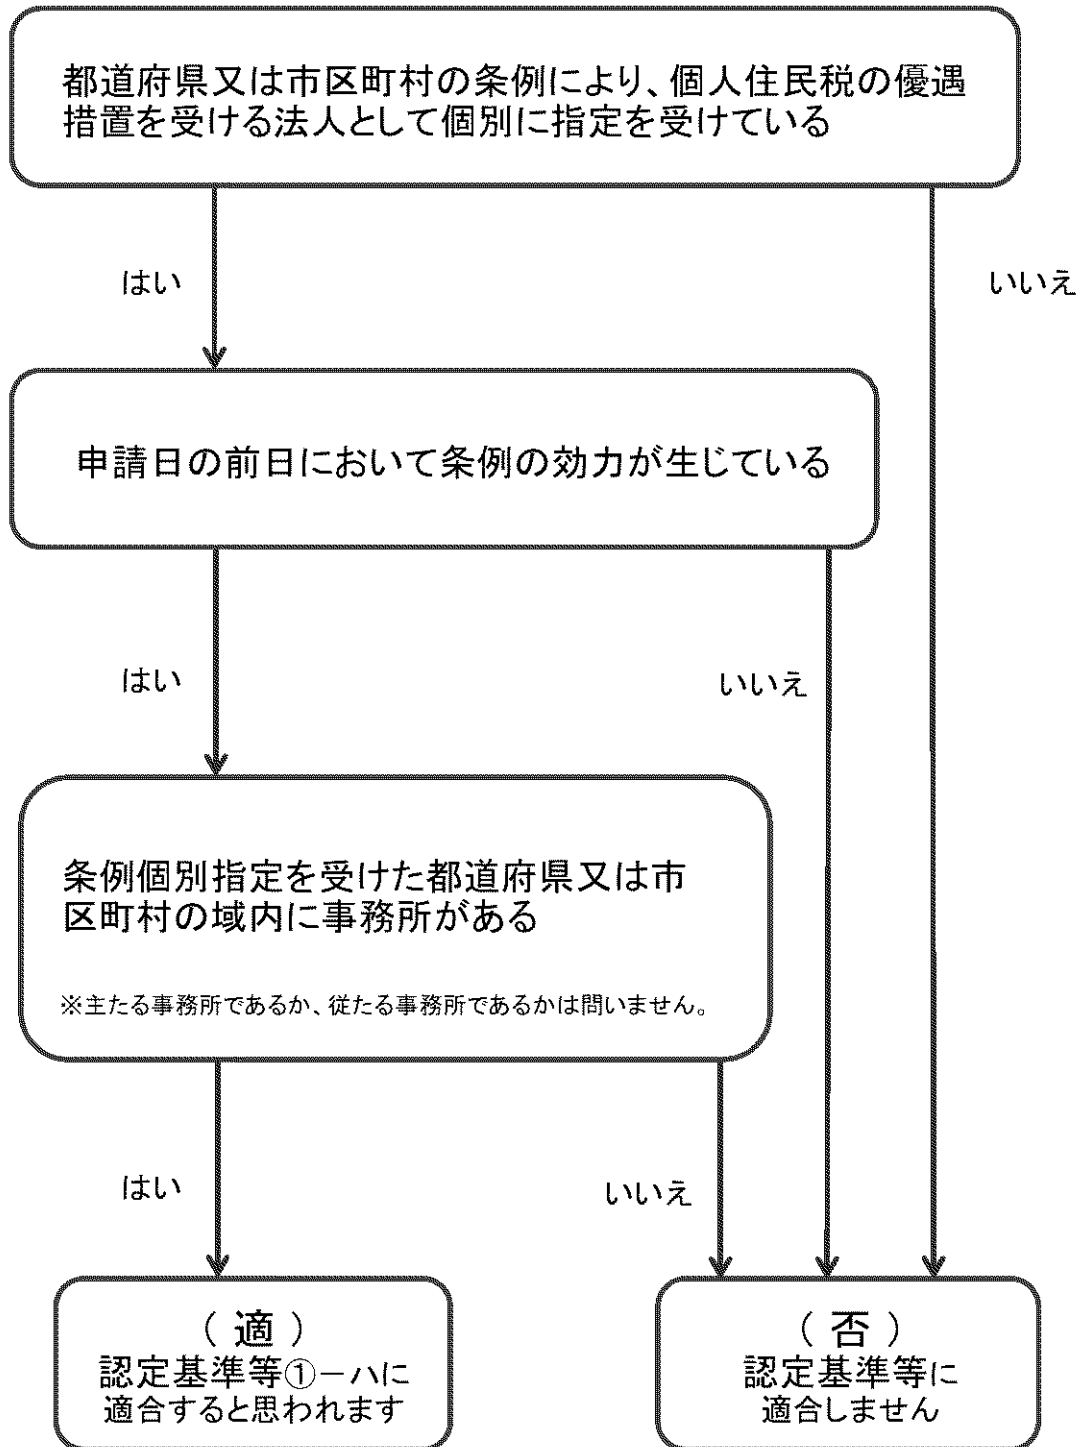 都道府県又は市区町村の条例により、個人住民税の優遇
措置を受ける法人として個別に指定を受けている
はい
いいえ
申請日の前日において条例の効力が生じている
はい
いいえ
条例個別指定を受けた都道府県又は市
区町村の域内に事務所がある
※主たる事務所であるか、従たる事務所であるかは問いません。
はい
いいえ
（ 適 ）
認定基準等①－ハに
適合すると思われます
（ 否 ）
認定基準等に
適合しません